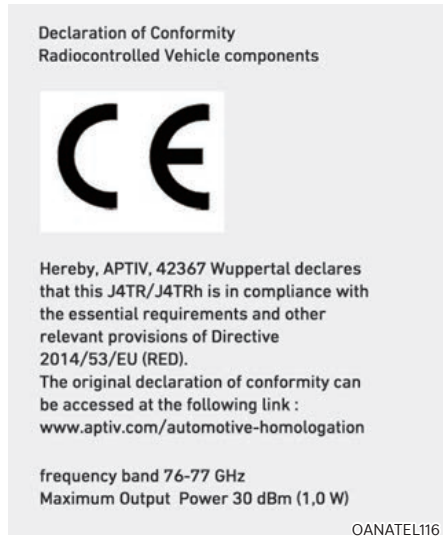 Declaration of Conformity
Radiocontrolled Vehicle components
CE
Hereby, APTIV, 42367 Wuppertal declares
that this J4TR/J4TRh is in compliance with
the essential requirements and other
relevant provisions of Directive
2014/53/EU (RED).
The original declaration of conformity can
be accessed at the following link :
www.aptiv.com/automotive-homologation
frequency band 76-77 GHz
Maximum Output  Power 30 dBm (1,0 W)
OANATEL116